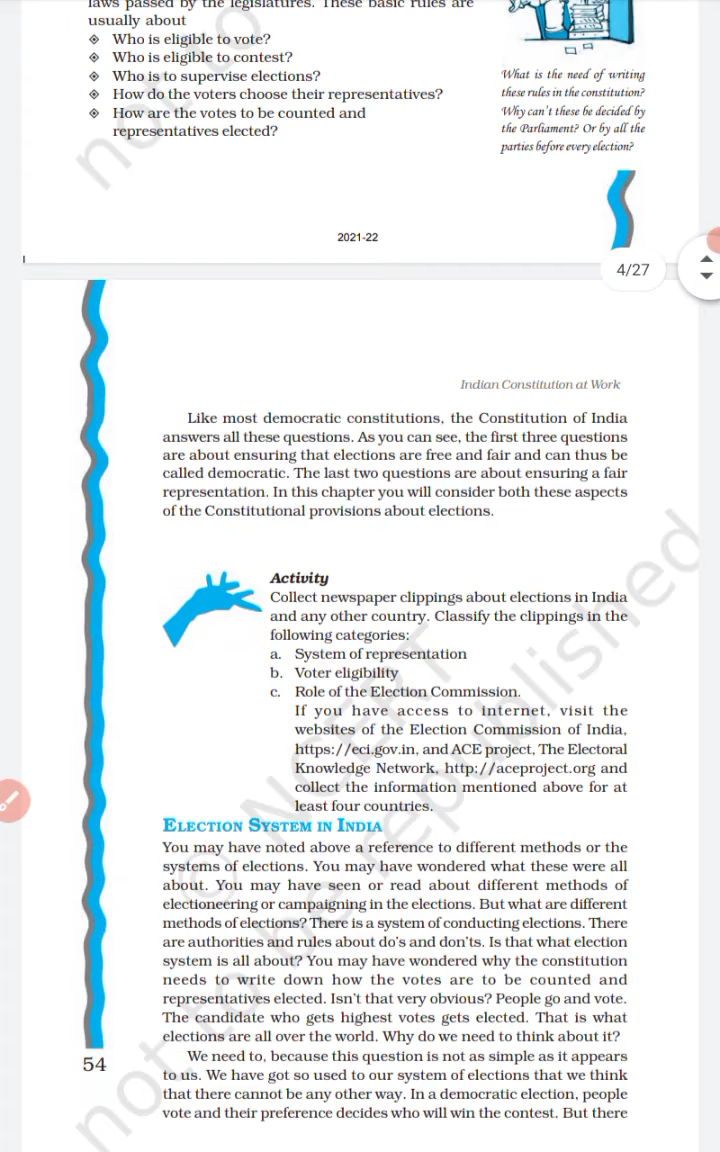 laws passed by the legislatures. These basic rules are
usually about
Who is eligible to vote?
Who is eligible to contest?
Who is to supervise elections?
How do the voters choose their representatives?
How are the votes to be counted and
representatives elected?
What is the need of writing
these rules in the constitution?
Why can't these be decided by
the Parliament? Or by all the
parties before every election?
2021-22
4/27
Indian Constitution at Work
Like most democratic constitutions, the Constitution of India
answers all these questions. As you can see, the first three questions
are about ensuring that elections are free and fair and can thus be
called democratic. The last two questions are about ensuring a fair
representation. In this chapter you will consider both these aspects
of the Constitutional provisions about elections.
Activity
Collect newspaper clippings about elections in India
and any other country. Classify the clippings in the
following categories:
a. System of representation
b. Voter eligibility
c. Role of the Election Commission.
If you have access to internet, visit the
websites of the Election Commission of India,
https://eci.gov.in, and ACE project, The Electoral
Knowledge Network, http://aceproject.org and
collect the information mentioned above for at
least four countries.
ELECTION SYSTEM IN INDIA
You may have noted above a reference to different methods or the
systems of elections. You may have wondered what these were all
about. You may have seen or read about different methods of
electioneering or campaigning in the elections. But what are different
methods of elections? There is a system of conducting elections. There
are authorities and rules about do's and don'ts. Is that what election
system is all about? You may have wondered why the constitution
needs to write down how the votes are to be counted and
representatives elected. Isn't that very obvious? People go and vote.
The candidate who gets highest votes gets elected. That is what
elections are all over the world. Why do we need to think about it?
We need to, because this question is not as simple as it appears
to us. We have got so used to our system of elections that we think
that there cannot be any other way. In a democratic election, people
vote and their preference decides who will win the contest. But there
54
not to
© NCERT
not to be republished